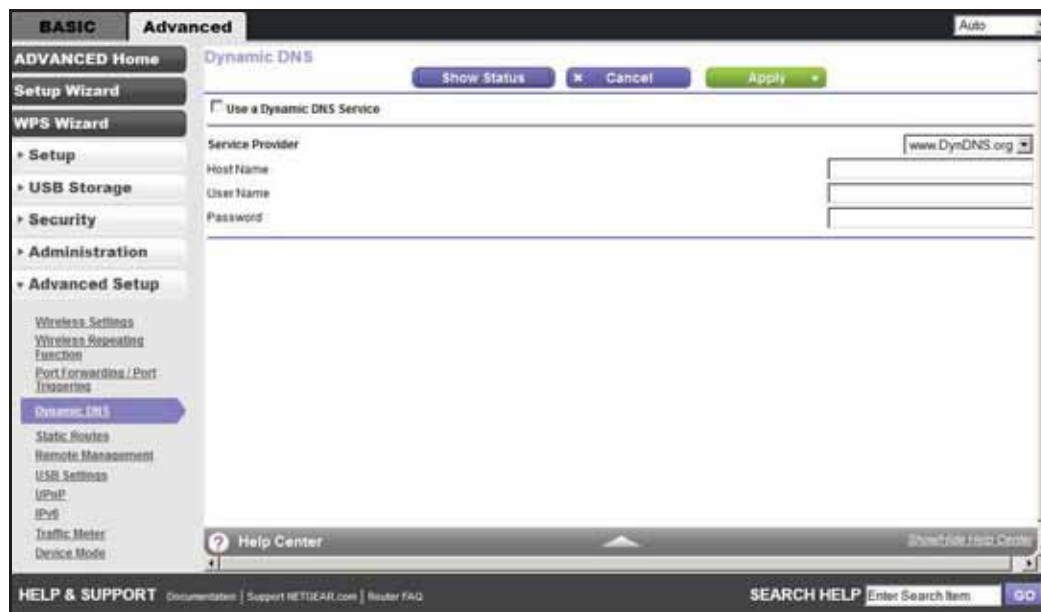 BASIC
Advanced
Auto
ADVANCED Home
Setup Wizard
WPS Wizard
Setup
USB Storage
Security
Administration
Advanced Setup
Wireless Settings
Wireless Repeating
Function
Port Forwarding / Port
Triggering
Dynamic DNS
Static Routes
Remote Management
USB Settings
UPnP
IPv6
Traffic Meter
Device Mode
Dynamic DNS
Show Status
× Cancel
Apply
Use a Dynamic DNS Service
Service Provider
www.DynDNS.org
Host Name
User Name
Password
? Help Center
Show/Hide Help Center
HELP & SUPPORT Documentation | Support NETGEAR.com | Router FAQ
SEARCH HELP Enter Search Item GO